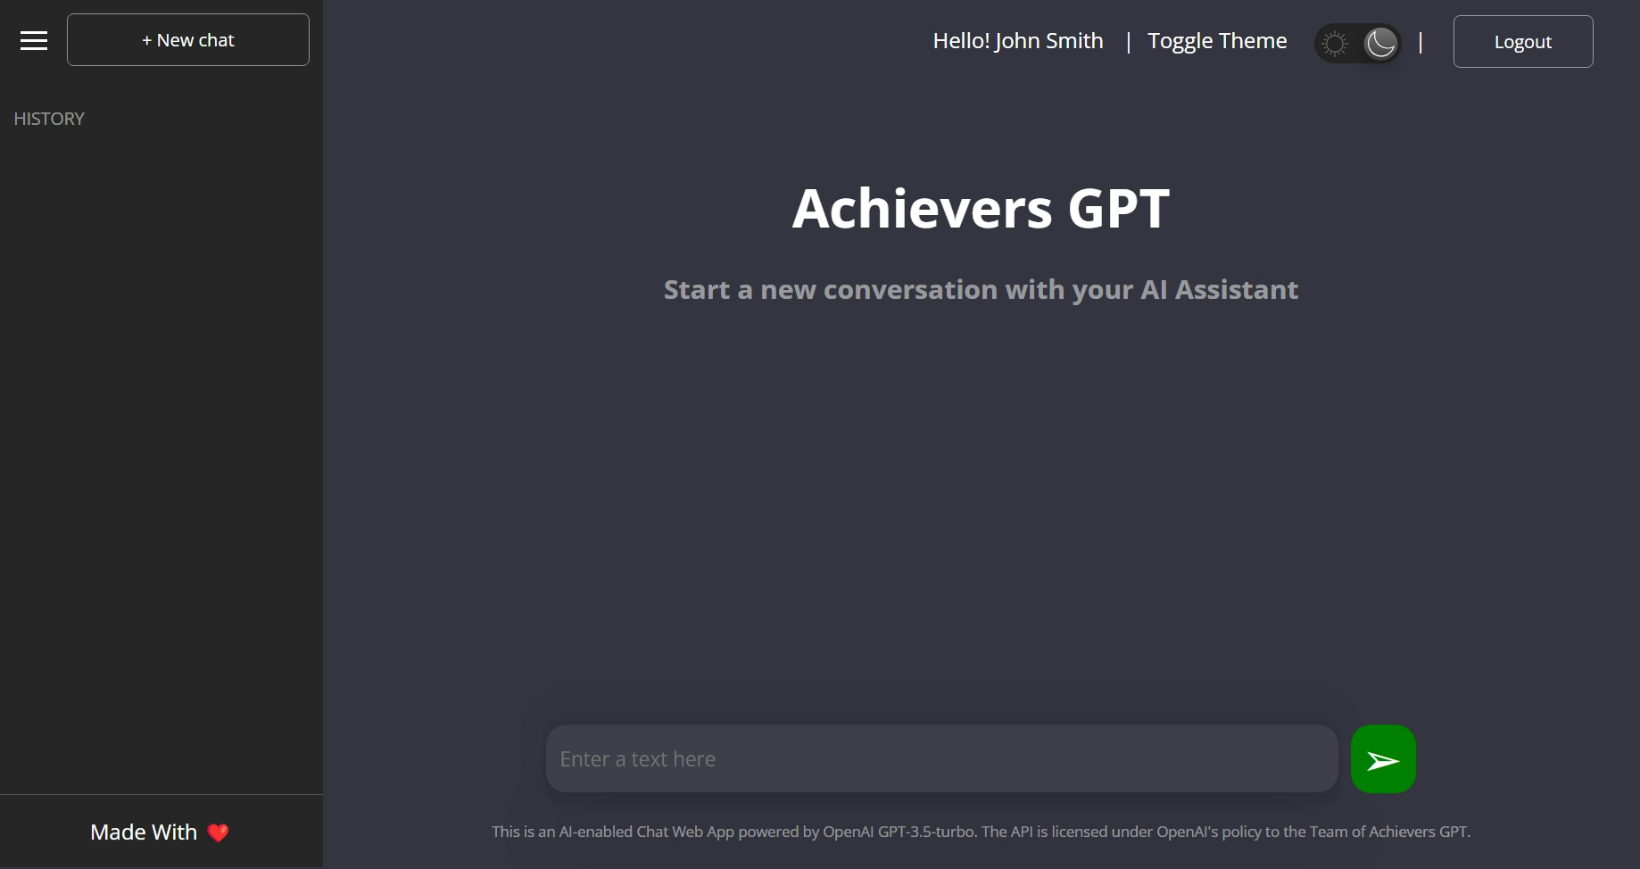 + New chat
HISTORY
Made With ❤️
Hello! John Smith | Toggle Theme | Logout
Achievers GPT
Start a new conversation with your AI Assistant
Enter a text here
This is an AI-enabled Chat Web App powered by OpenAI GPT-3.5-turbo. The API is licensed under OpenAI's policy to the Team of Achievers GPT.